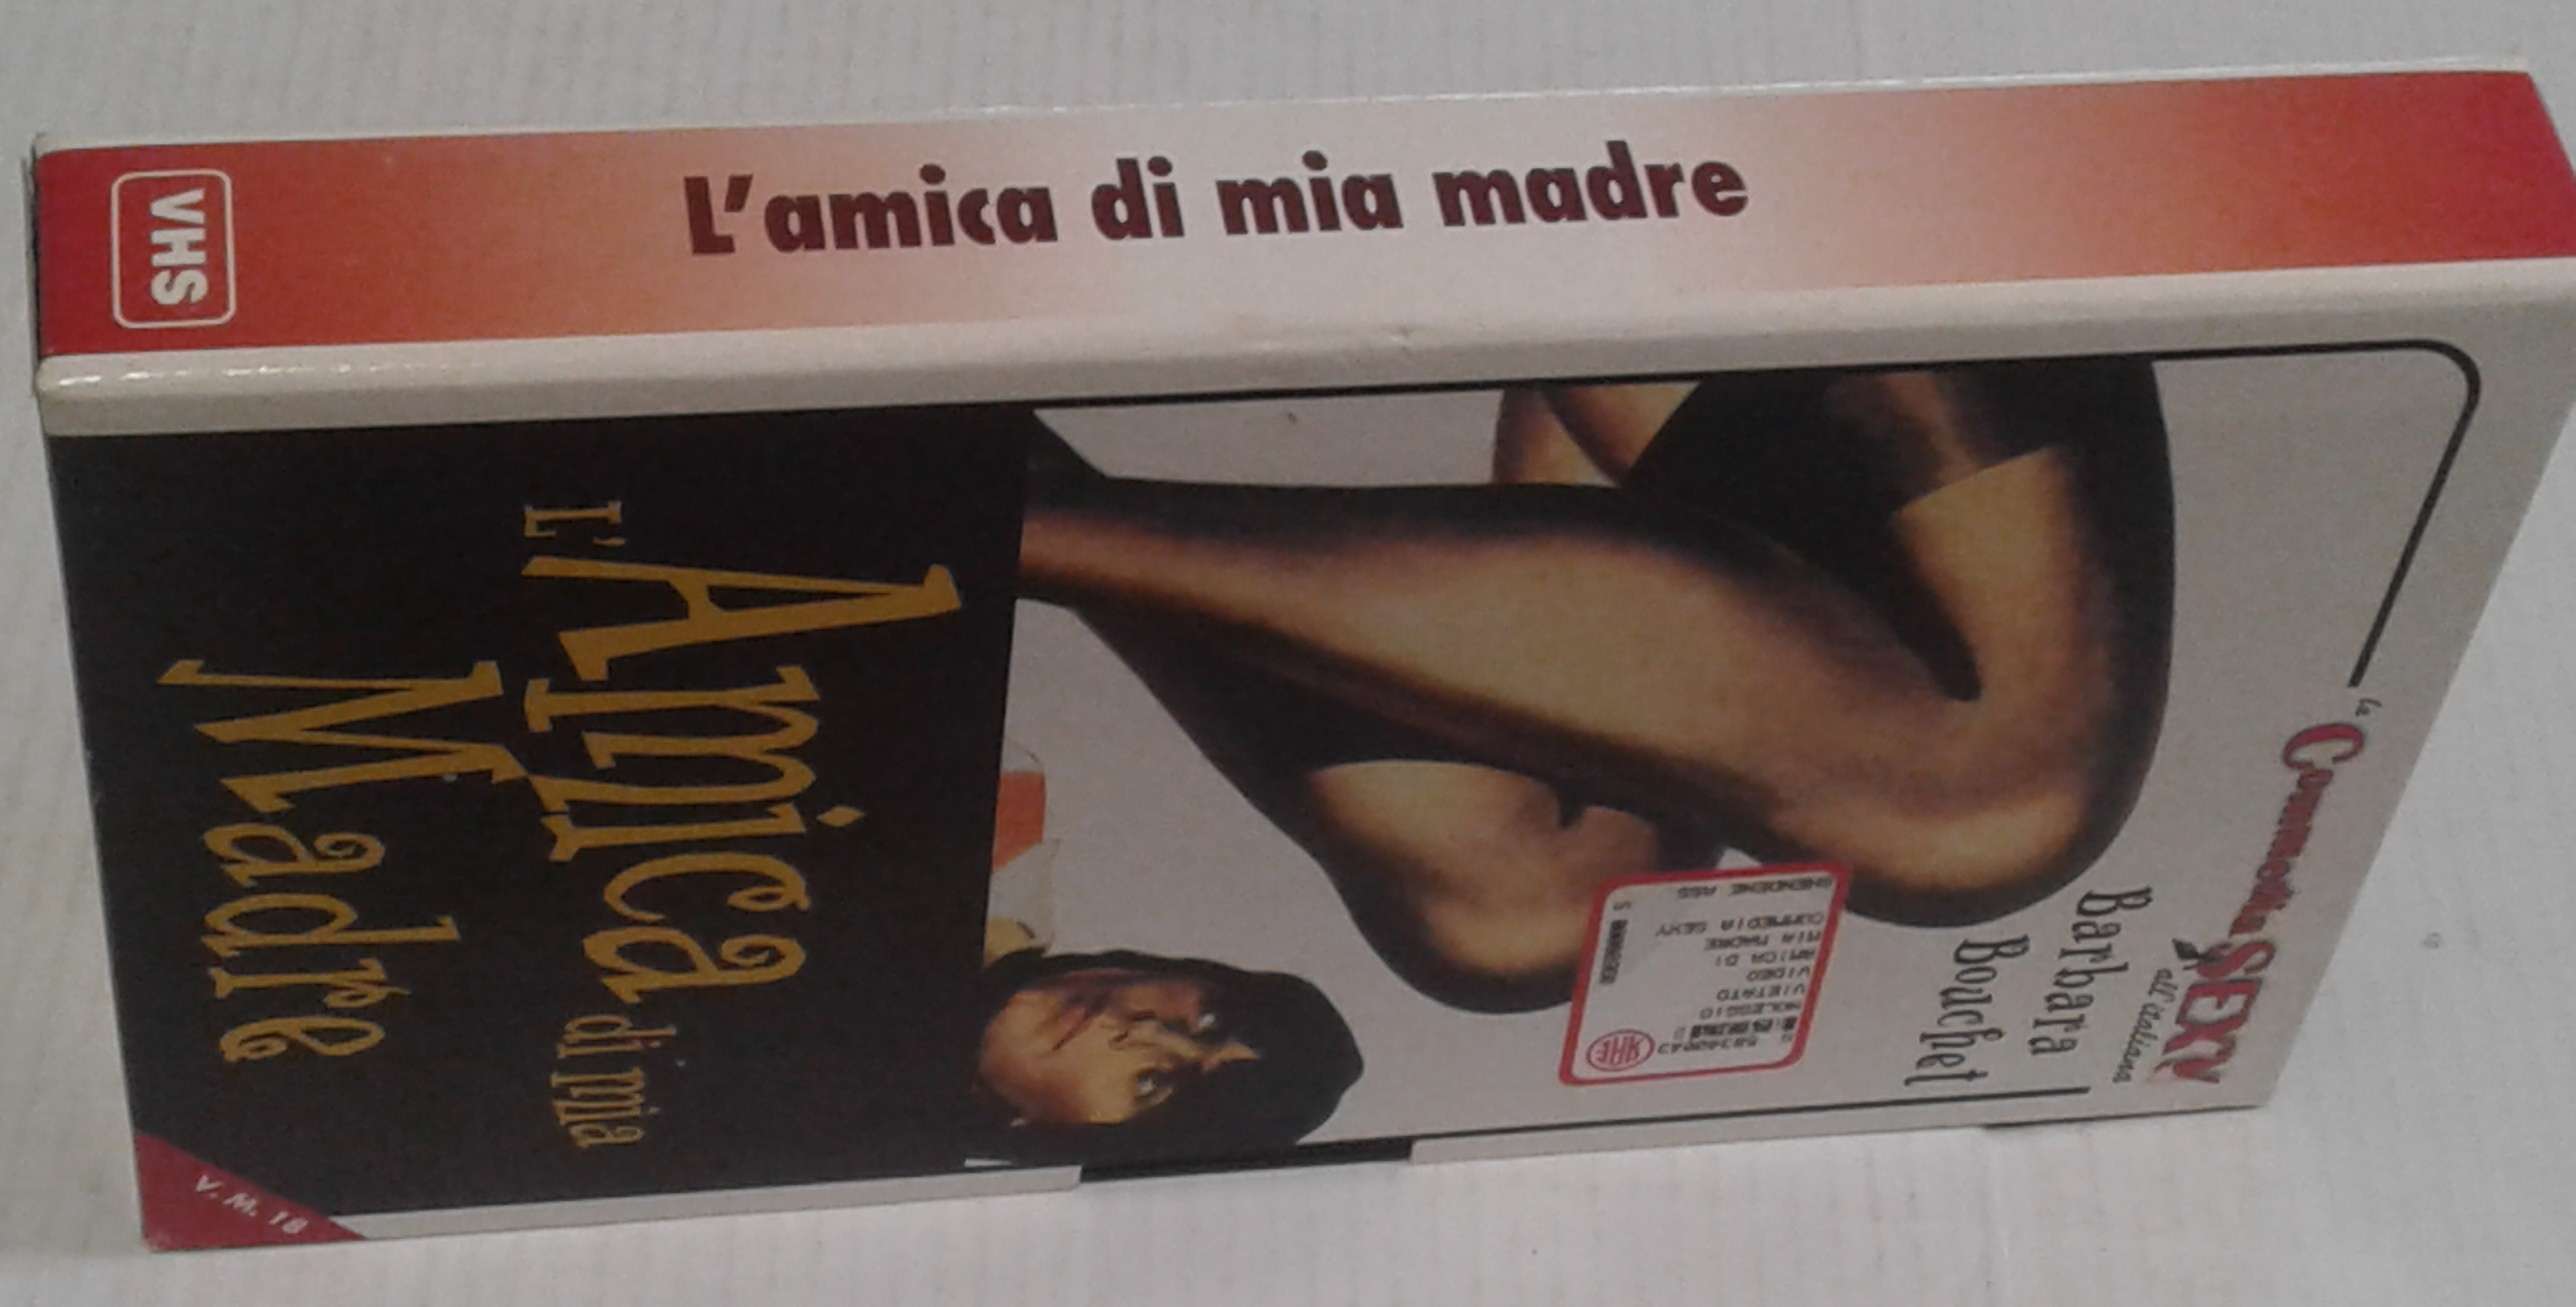 VHS
L'amica di mia madre
la Commedia SEXY
all'italiana
Barbara
Bouchet
NOLEGGIO
VIETATO
VIDEO
AMICA DI
MIA MADRE
COMMEDIA SEXY
L'Amica di mia
Madre
V. M. 18